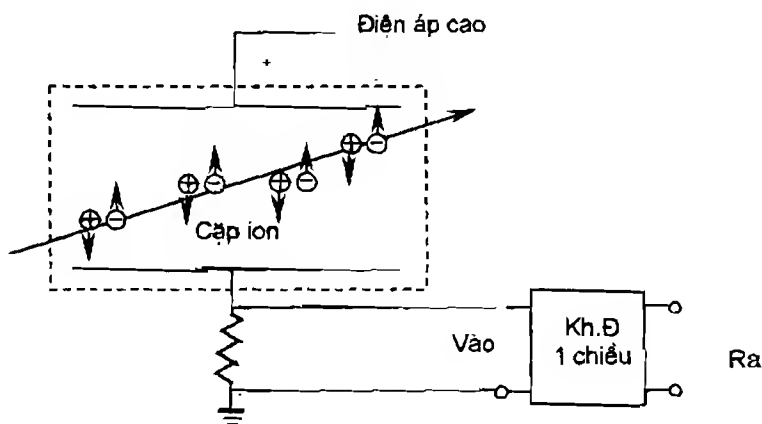 Điện áp cao
+
Cặp ion
Vào
Kh.Đ
1 chiều
Ra